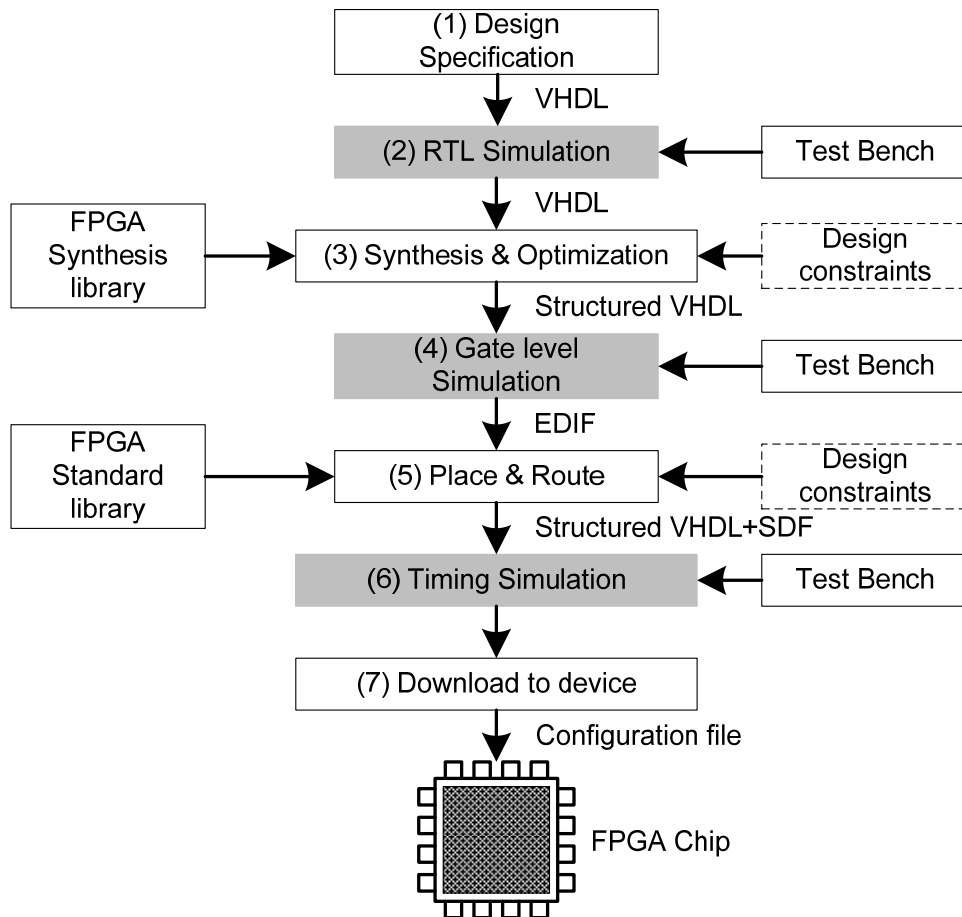 (1) Design
Specification
VHDL
(2) RTL Simulation
Test Bench
VHDL
FPGA
Synthesis
library
(3) Synthesis & Optimization
Design
constraints
Structured VHDL
(4) Gate level
Simulation
Test Bench
EDIF
FPGA
Standard
library
(5) Place & Route
Design
constraints
Structured VHDL+SDF
(6) Timing Simulation
Test Bench
(7) Download to device
Configuration file
FPGA Chip